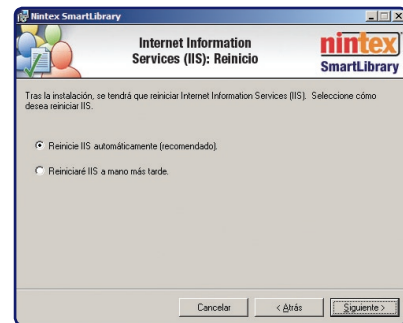 Nintex SmartLibrary
Internet Information
Services (IIS): Reinicio
nintex
SmartLibrary
Tras la instalación, se tendrá que reiniciar Internet Information Services (IIS). Seleccione cómo
desea reiniciar IIS.
Reinicie IIS automáticamente (recomendado).
Reiniciaré IIS a mano más tarde.
Cancelar
< Atrás
Siguiente >